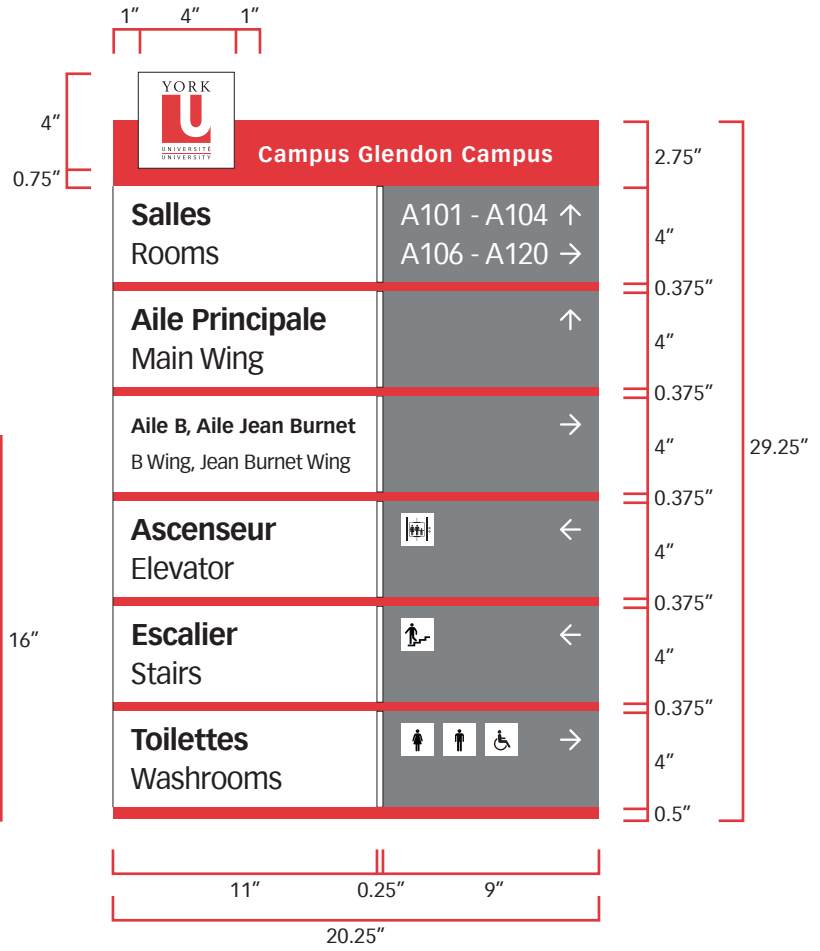 1” 4” 1”
4”
0.75”
YORK
U
UNIVERSITÉ
UNIVERSITY
Campus Glendon Campus
2.75”
Salles
Rooms
A101 - A104 ↑
A106 - A120 →
4”
0.375”
Aile Principale
Main Wing
↑
4”
0.375”
Aile B, Aile Jean Burnet
B Wing, Jean Burnet Wing
→
4”
29.25”
0.375”
Ascenseur
Elevator
←
4”
0.375”
16”
Escalier
Stairs
←
4”
0.375”
Toilettes
Washrooms
→
4”
0.5”
11” 0.25” 9”
20.25”